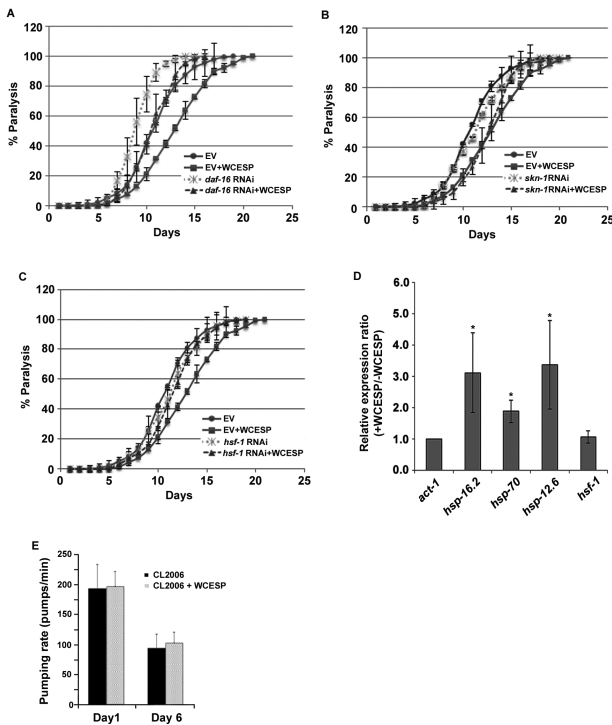 A
120
100
80
60
40
20
0
% Paralysis
0 5 10 15 20 25
Days
EV
EV+WCESP
daf-16 RNAi
daf-16 RNAi+WCESP
B
120
100
80
60
40
20
0
% Paralysis
0 5 10 15 20 25
Days
EV
EV+WCESP
skn-1RNAi
skn-1RNAi+WCESP
C
120
100
80
60
40
20
0
% Paralysis
0 5 10 15 20 25
Days
EV
EV+WCESP
hsf-1 RNAi
hsf-1 RNAi+WCESP
D
6.0
5.0
4.0
3.0
2.0
1.0
0.0
Relative expression ratio
(+WCESP/-WCESP)
* * *
act-1 hsp-16.2 hsp-70 hsp-12.6 hsf-1
E
250
200
150
100
50
0
Pumping rate (pumps/min)
CL2006
CL2006 + WCESP
Day1 Day 6